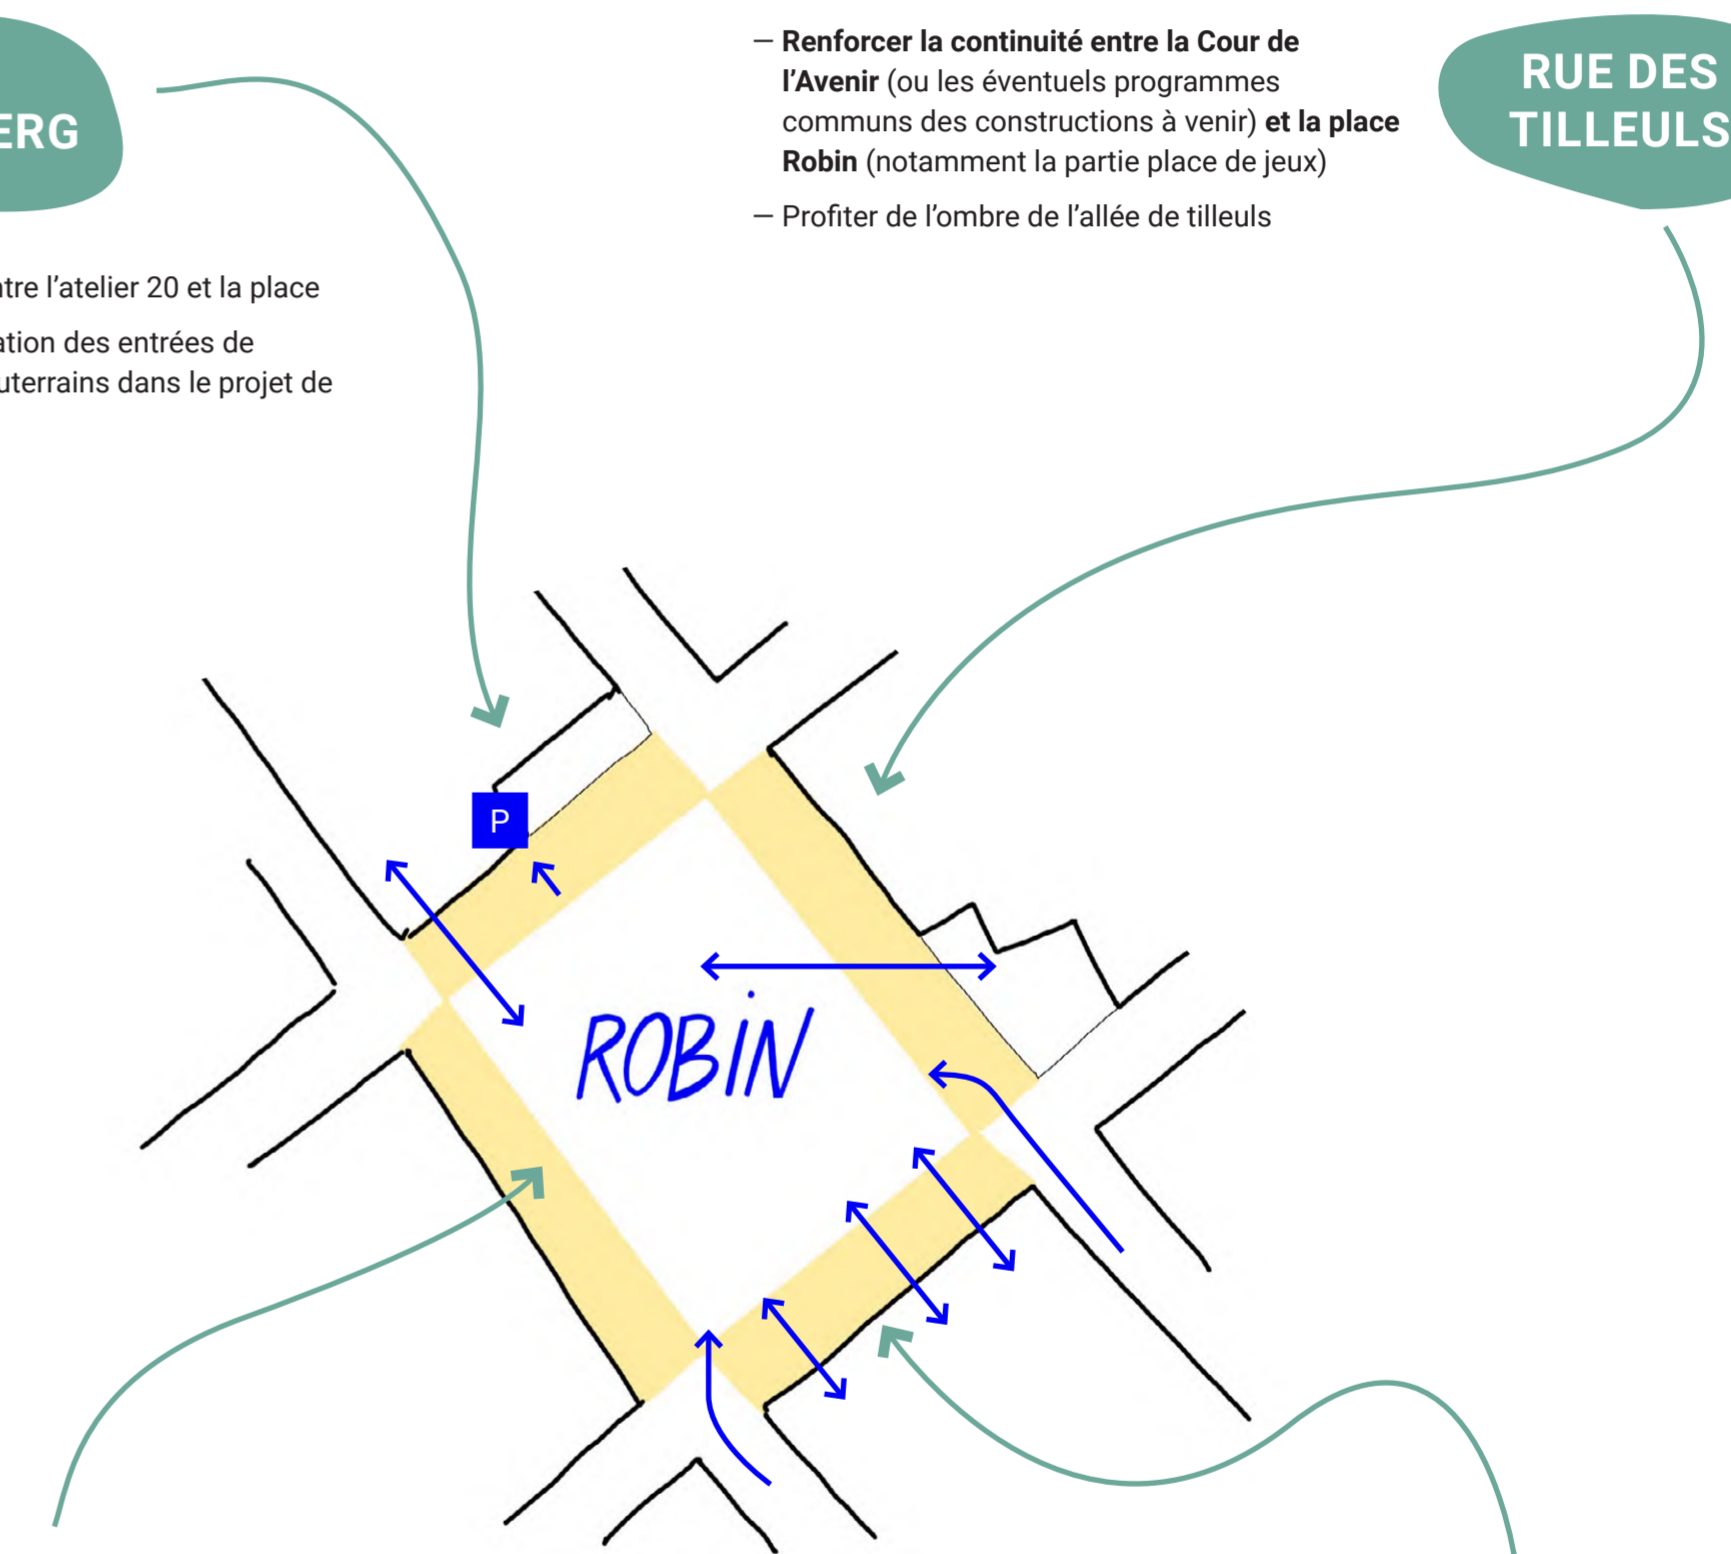 ERG
ntre l’atelier 20 et la place
ation des entrées de
uterrains dans le projet de
— Renforcer la continuité entre la Cour de
l’Avenir (ou les éventuels programmes
communs des constructions à venir) et la place
Robin (notamment la partie place de jeux)
— Profiter de l’ombre de l’allée de tilleuls
RUE DES
TILLEULS
P
ROBiN